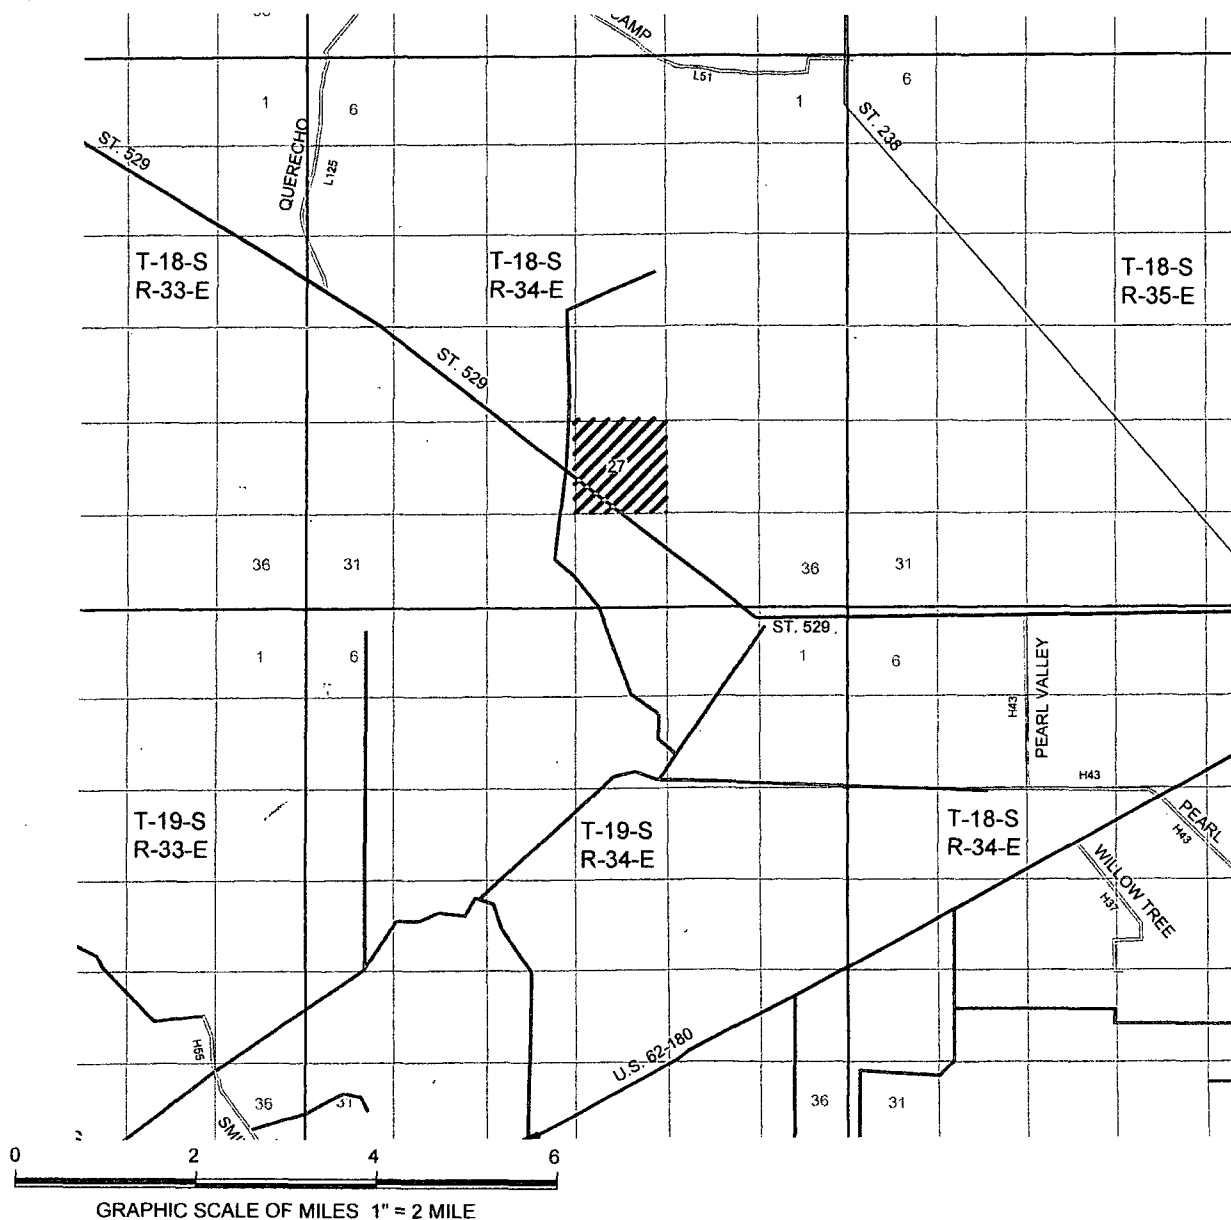 CAMP
L51
1
6
1
6
ST. 238
ST. 529
QUERECHO
L125
T-18-S
R-33-E
T-18-S
R-34-E
T-18-S
R-35-E
ST. 529
27
36
31
36
31
ST. 529
1
6
1
6
H43
PEARL VALLEY
H43
T-19-S
R-33-E
T-19-S
R-34-E
T-18-S
R-34-E
PEARL
H43
WILLOW TREE
H37
H55
U.S. 62-180
36
31
36
31
SMI
0
2
4
6
GRAPHIC SCALE OF MILES 1" = 2 MILE